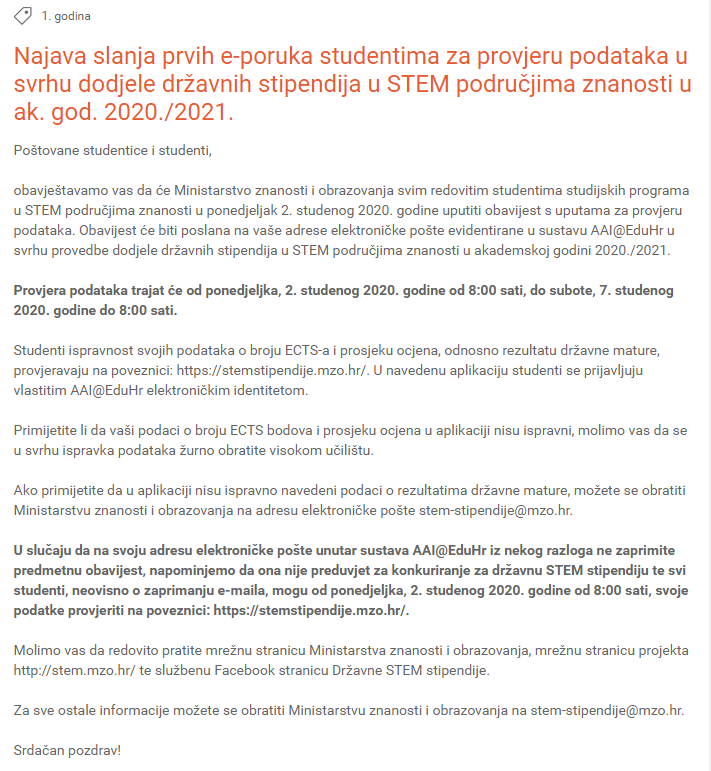 1. godina
Najava slanja prvih e-poruka studentima za provjeru podataka u
svrhu dodjele državnih stipendija u STEM područjima znanosti u
ak. god. 2020./2021.
Poštovane studentice i studenti,
obavještavamo vas da će Ministarstvo znanosti i obrazovanja svim redovitim studentima studijskih programa
u STEM područjima znanosti u ponedjeljak 2. studenog 2020. godine uputiti obavijest s uputama za provjeru
podataka. Obavijest će biti poslana na vaše adrese elektroničke pošte evidentirane u sustavu AAI@EduHr u
svrhu provedbe dodjele državnih stipendija u STEM područjima znanosti u akademskoj godini 2020./2021.
Provjera podataka trajat će od ponedjeljka, 2. studenog 2020. godine od 8:00 sati, do subote, 7. studenog
2020. godine do 8:00 sati.
Studenti ispravnost svojih podataka o broju ECTS-a i prosjeku ocjena, odnosno rezultatu državne mature,
provjeravaju na poveznici: https://stemstipendije.mzo.hr/. U navedenu aplikaciju studenti se prijavljuju
vlastitim AAI@EduHr elektroničkim identitetom.
Primijetite li da vaši podaci o broju ECTS bodova i prosjeku ocjena u aplikaciji nisu ispravni, molimo vas da se
u svrhu ispravka podataka žurno obratite visokom učilištu.
Ako primijetite da u aplikaciji nisu ispravno navedeni podaci o rezultatima državne mature, možete se obratiti
Ministarstvu znanosti i obrazovanja na adresu elektroničke pošte stem-stipendije@mzo.hr.
U slučaju da na svoju adresu elektroničke pošte unutar sustava AAI@EduHr iz nekog razloga ne zaprimite
predmetnu obavijest, napominjemo da ona nije preduvjet za konkuriranje za državnu STEM stipendiju te svi
studenti, neovisno o zaprimanju e-maila, mogu od ponedjeljka, 2. studenog 2020. godine od 8:00 sati, svoje
podatke provjeriti na poveznici: https://stemstipendije.mzo.hr/.
Molimo vas da redovito pratite mrežnu stranicu Ministarstva znanosti i obrazovanja, mrežnu stranicu projekta
http://stem.mzo.hr/ te službenu Facebook stranicu Državne STEM stipendije.
Za sve ostale informacije možete se obratiti Ministarstvu znanosti i obrazovanja na stem-stipendije@mzo.hr.
Srdačan pozdrav!